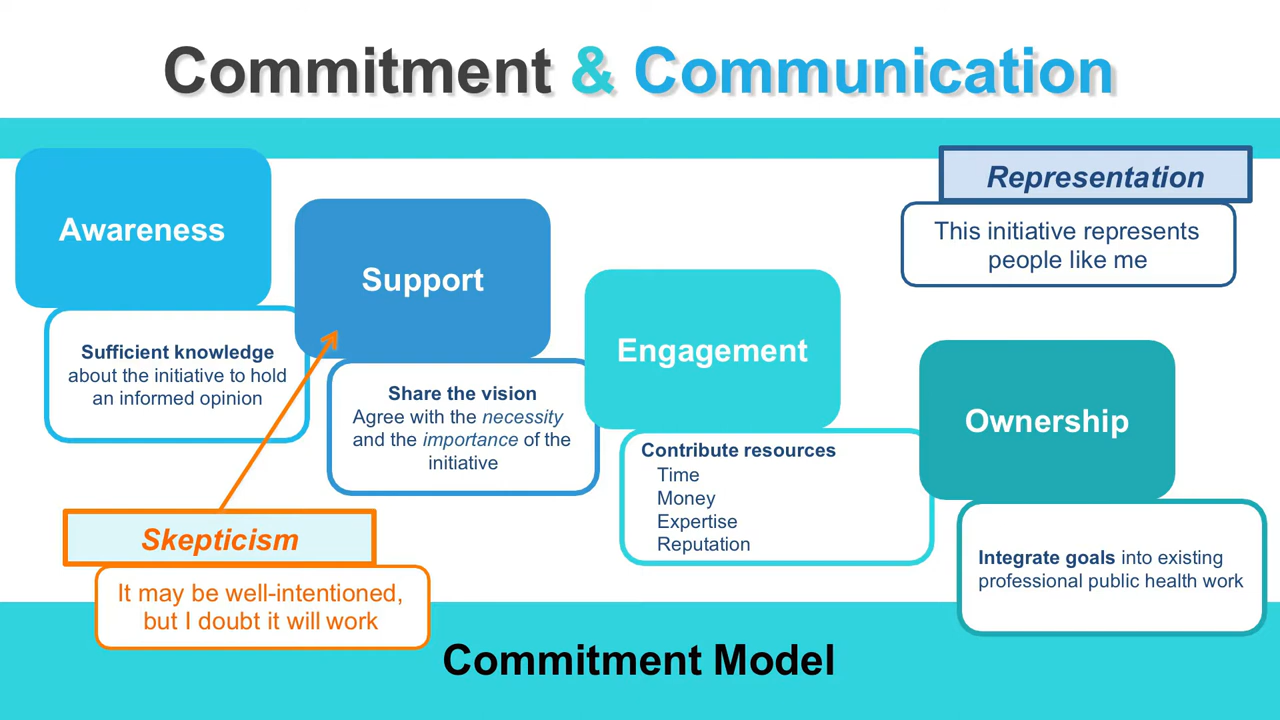 Commitment & Communication
Awareness
Sufficient knowledge
about the initiative to hold
an informed opinion
Support
Share the vision
Agree with the necessity
and the importance of the
initiative
Engagement
Contribute resources
Time
Money
Expertise
Reputation
Representation
This initiative represents
people like me
Ownership
Integrate goals into existing
professional public health work
Skepticism
It may be well-intentioned,
but I doubt it will work
Commitment Model